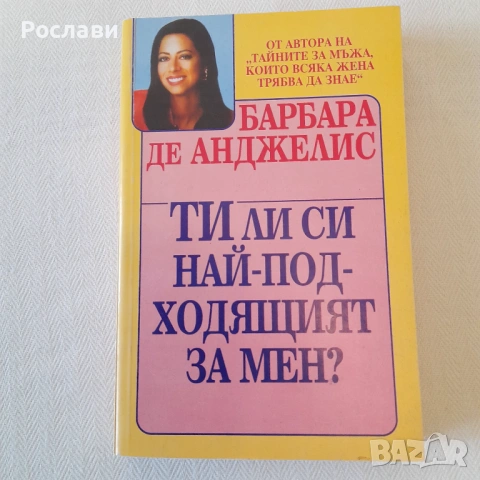 Рослави
ОТ АВТОРА НА
„ТАЙНИТЕ ЗА МЪЖА,
КОИТО ВСЯКА ЖЕНА
ТРЯБВА ДА ЗНАЕ“
БАРБАРА
ДЕ АНДЖЕЛИС
ТИ ЛИ СИ
НАЙ-ПОД-
ХОДЯЩИЯТ
ЗА МЕН?
BAZAR